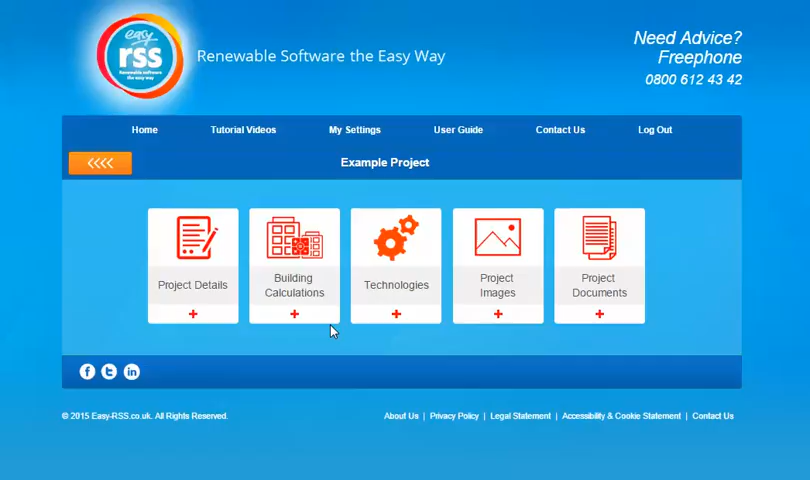 easy
rss
Renewable software
the easy way
Renewable Software the Easy Way
Need Advice?
Freephone
0800 612 43 42
Home
Tutorial Videos
My Settings
User Guide
Contact Us
Log Out
<<<<
Example Project
Project Details
Building
Calculations
Technologies
Project
Images
Project
Documents
+
+
+
+
+
f
t
in
© 2015 Easy-RSS.co.uk. All Rights Reserved.
About Us | Privacy Policy | Legal Statement | Accessibility & Cookie Statement | Contact Us